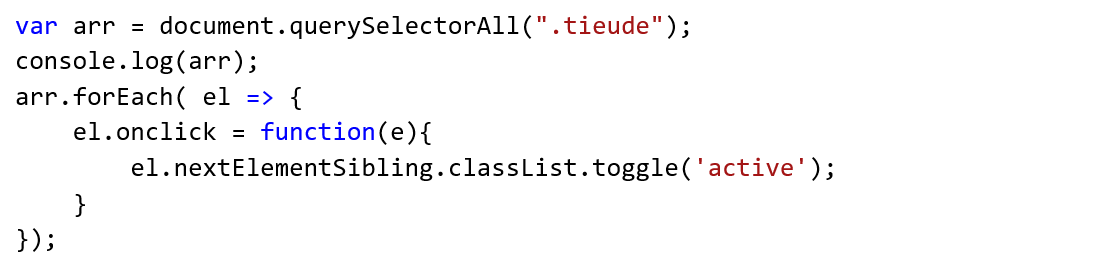 var arr = document.querySelectorAll(".tieude");
console.log(arr);
arr.forEach( el => {
    el.onclick = function(e){
        el.nextElementSibling.classList.toggle('active');
    }
});